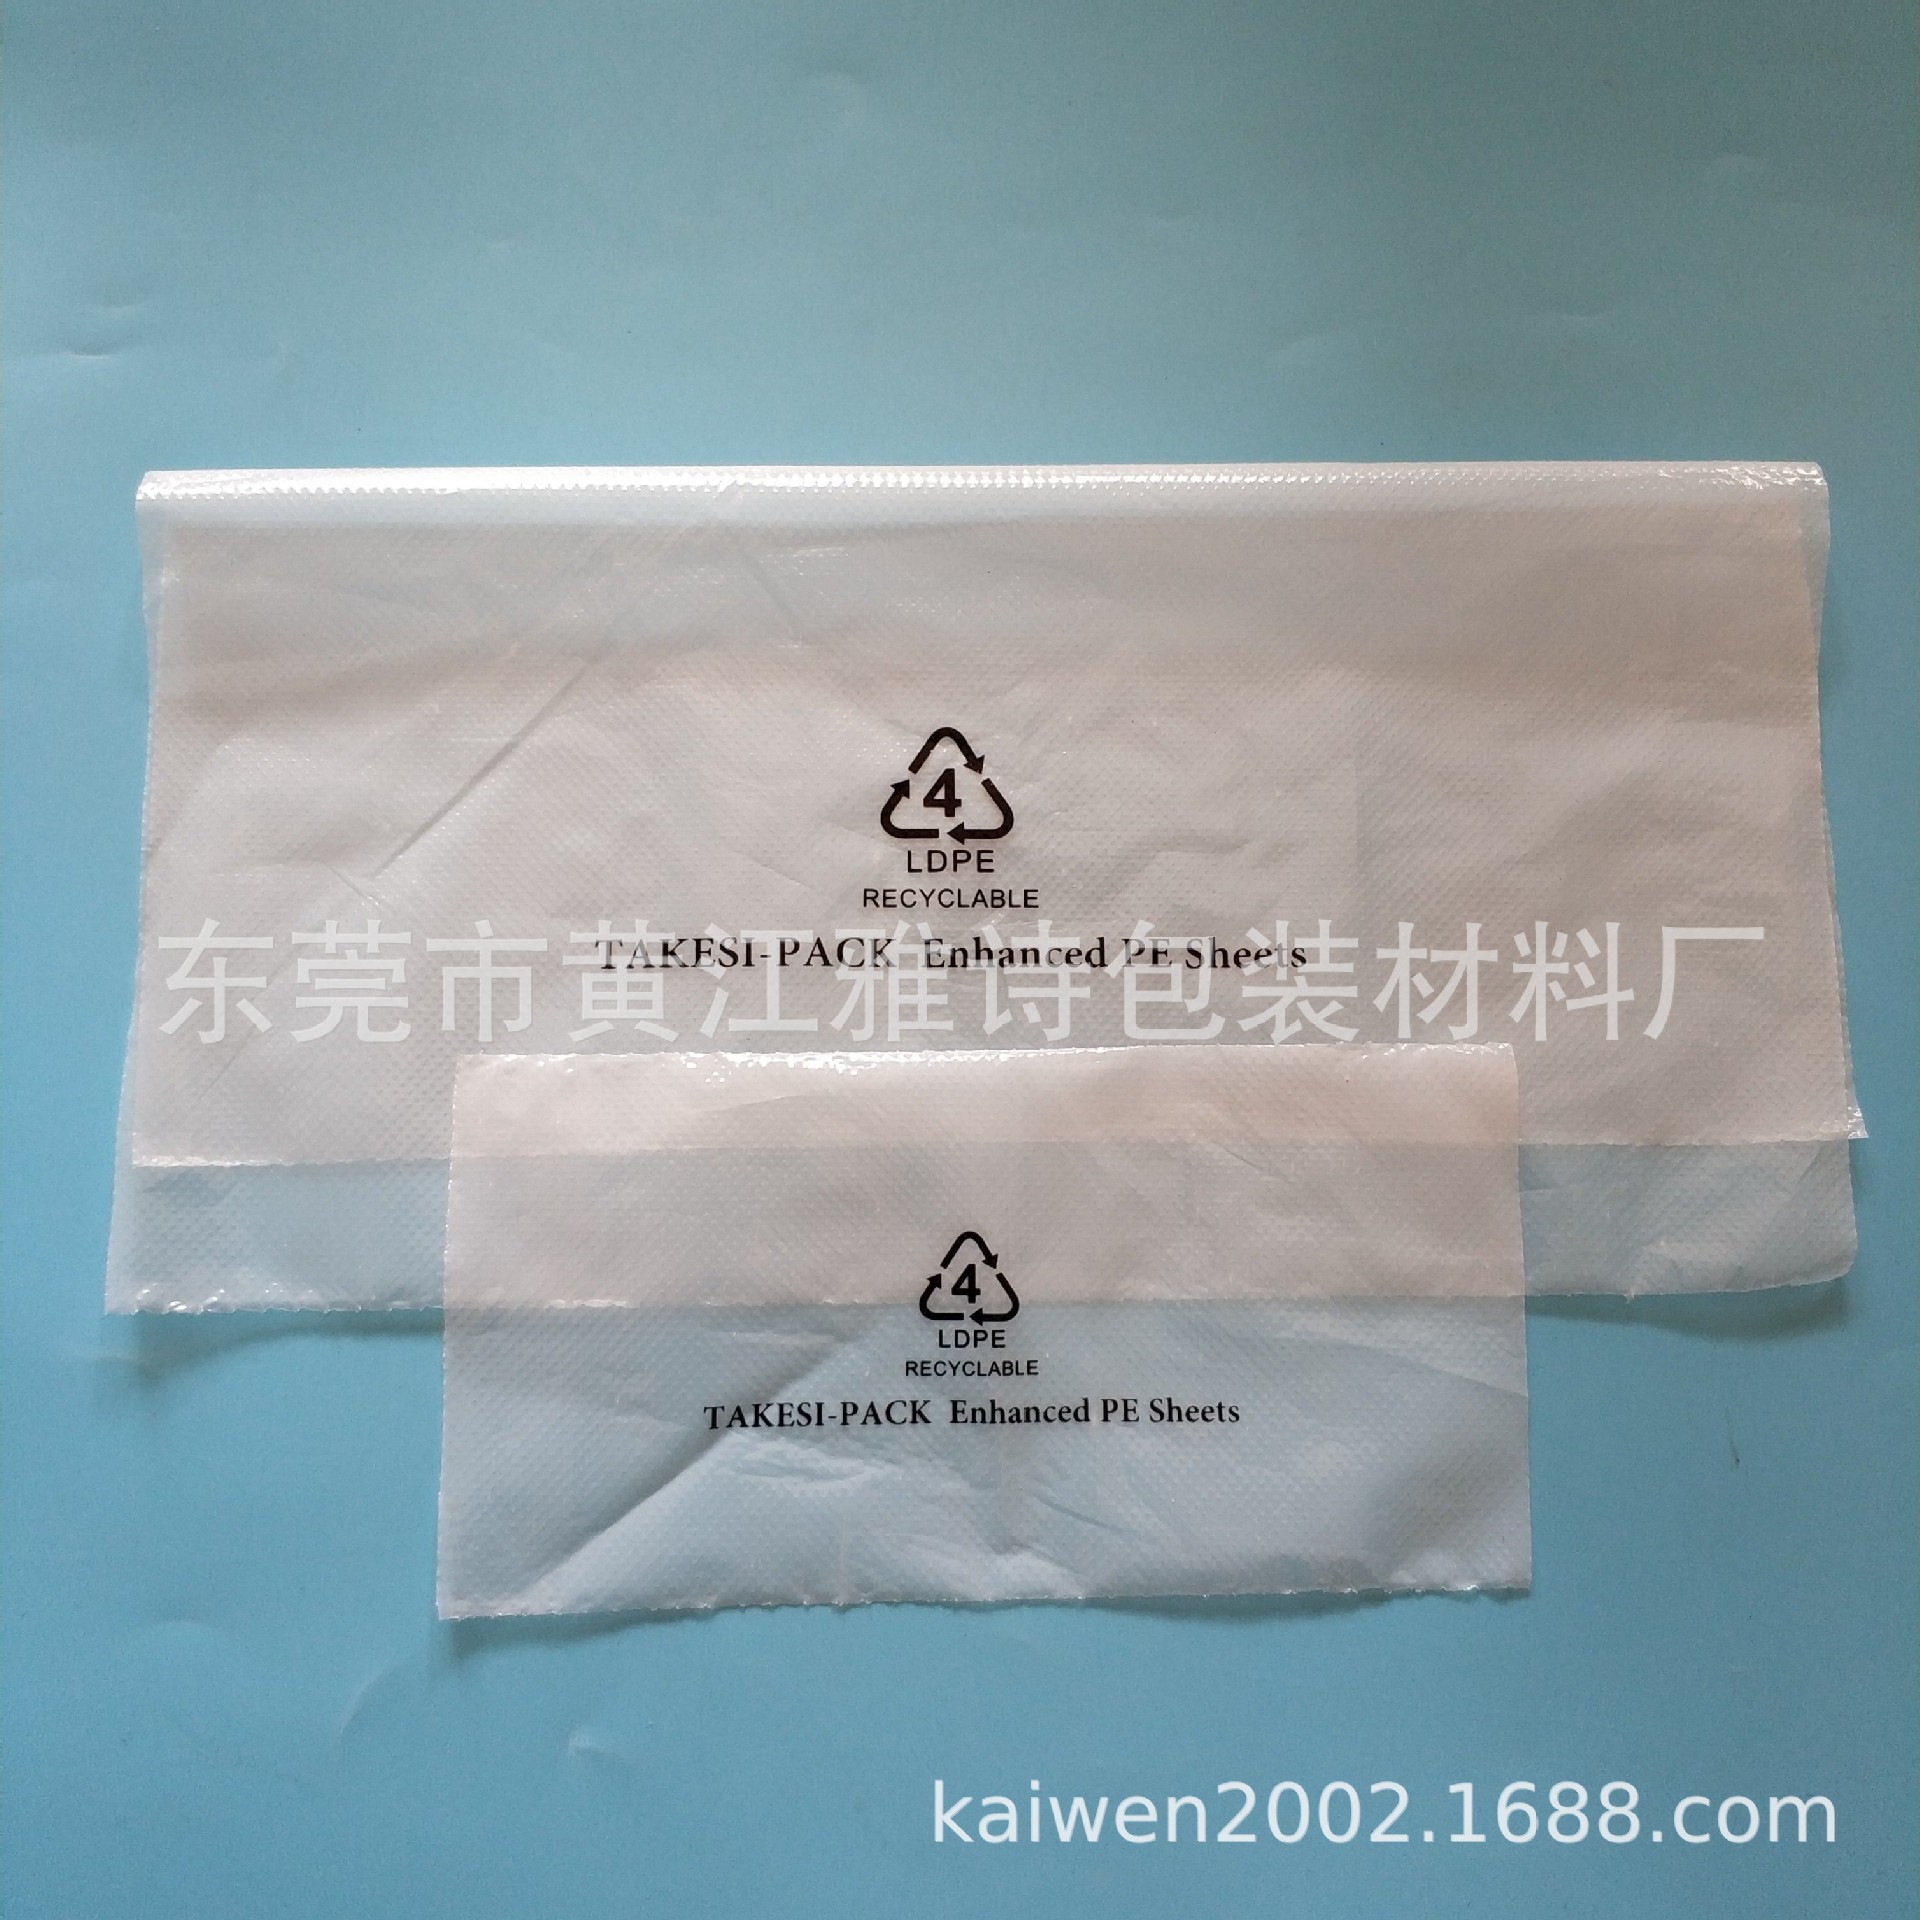 4
LDPE
RECYCLABLE
TAKESI-PACK Enhanced PE Sheets
东莞市黄江雅诗包装材料厂
4
LDPE
RECYCLABLE
TAKESI-PACK Enhanced PE Sheets
kaiwen2002.1688.com